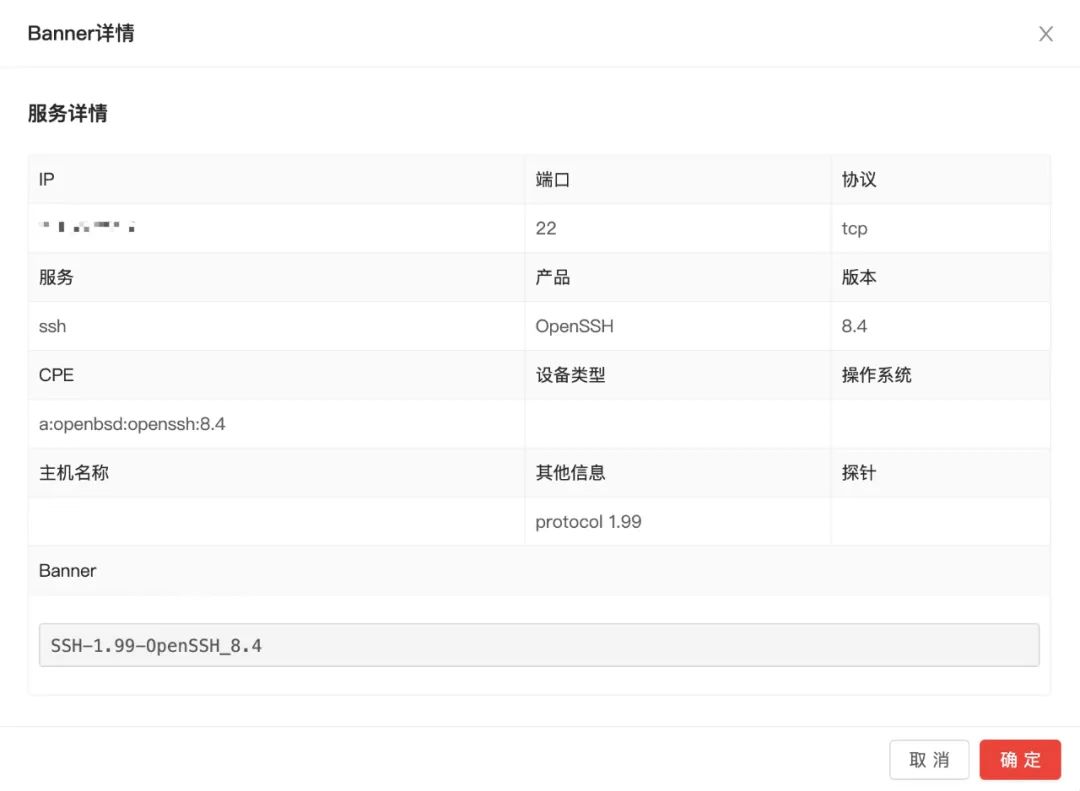 Banner详情
服务详情
IP 端口 协议
22 tcp
服务 产品 版本
ssh OpenSSH 8.4
CPE 设备类型 操作系统
a:openbsd:openssh:8.4
主机名称 其他信息 探针
protocol 1.99
Banner
SSH-1.99-OpenSSH_8.4
取消 确定